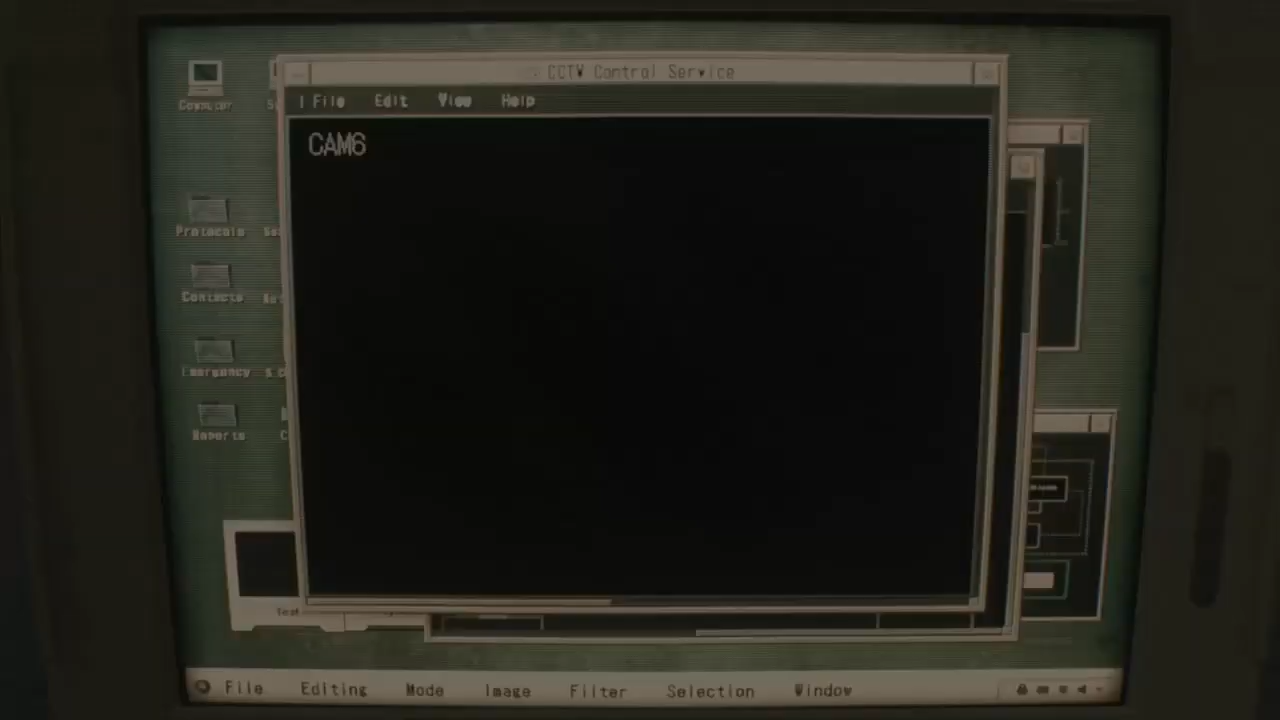 CCTV Control Service
File Edit View Help
CAM6
Computer
Protocols
Contacts
Emergency
Reports
Test
File Editing Mode Image Filter Selection Window